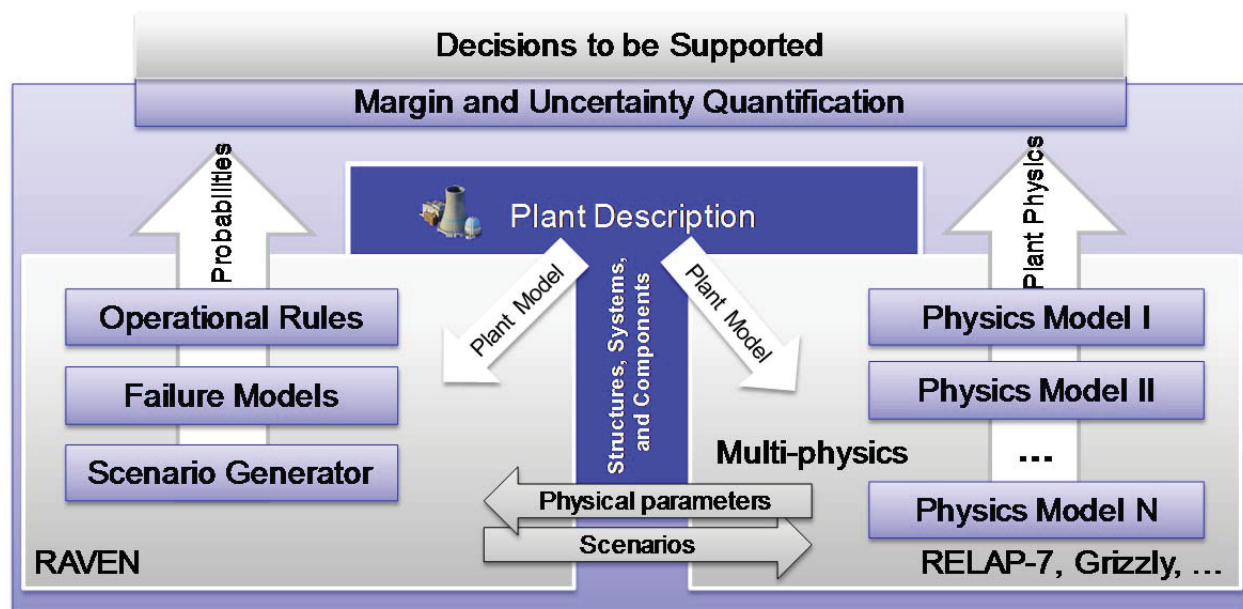 Decisions to be Supported
Margin and Uncertainty Quantification
Probabilities
Plant Description
Plant Physics
Plant Model
Structures, Systems,
and Components
Plant Model
Operational Rules
Failure Models
Scenario Generator
Physics Model I
Physics Model II
Multi-physics
...
Physics Model N
Physical parameters
Scenarios
RAVEN
RELAP-7, Grizzly, ...